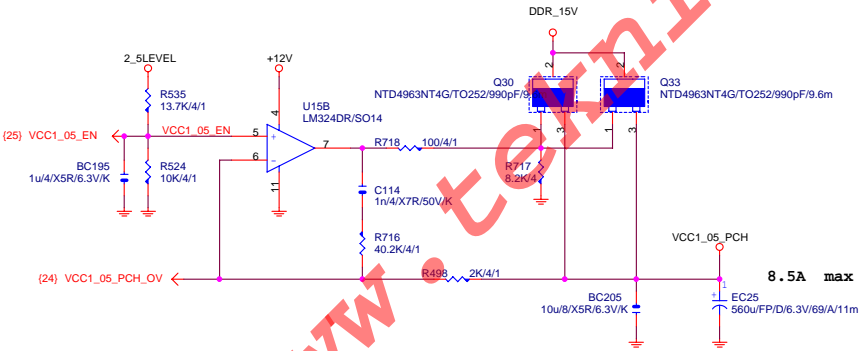 DDR_15V
2_5LEVEL
+12V
R535
13.7K/4/1
U15B
LM324DR/SO14
Q30
NTD4963NT4G/TO252/990pF/9.
Q33
NTD4963NT4G/TO252/990pF/9.6m
2
2
1
3
1
3
4
{25} VCC1_05_EN
VCC1_05_EN
5
+
6
−
7
11
R718
100/4/1
BC195
1u/4/X5R/6.3V/K
R524
10K/4/1
R717
8.2K/4
C114
1n/4/X7R/50V/K
R716
40.2K/4/1
VCC1_05_PCH
{24} VCC1_05_PCH_OV
R498
2K/4/1
8.5A max
BC205
10u/8/X5R/6.3V/K
1
+
EC25
560u/FP/D/6.3V/69/A/11m
www.tekni